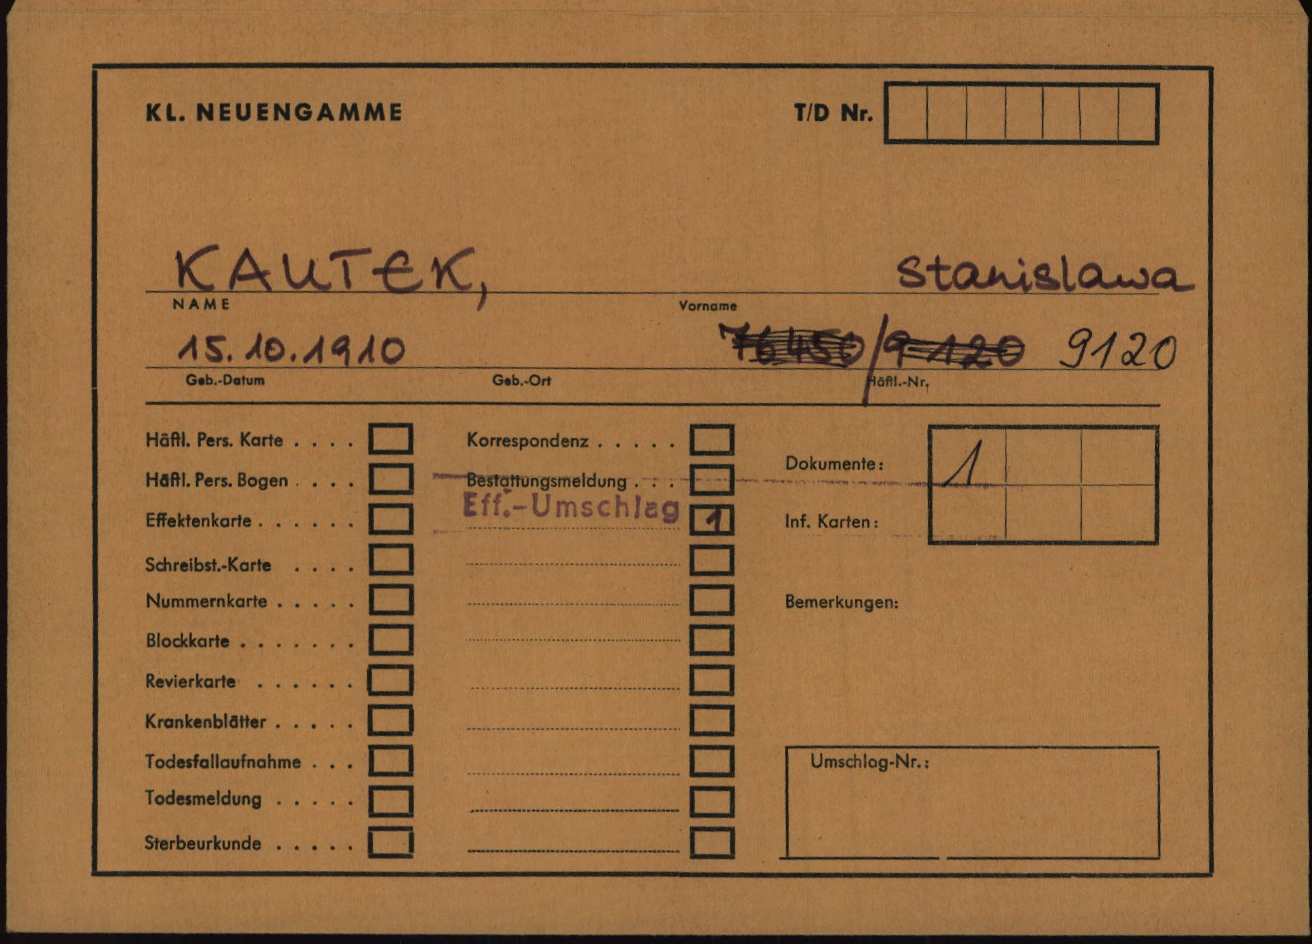 KL. NEUENGAMME T/D Nr.
KAUTEK, Stanislawa
NAME Vorname
15.10.1910 76450/9120 9120
Geb.-Datum Geb.-Ort Häftl.-Nr.
Häftl. Pers. Karte . . . . Korrespondenz . . . . .
Dokumente: 1
Häftl. Pers. Bogen . . . . Bestattungsmeldung . . .
Eff.-Umschlag 1
Effektenkarte . . . . . . Inf. Karten:
Schreibst.-Karte . . . .
Nummernkarte . . . . . Bemerkungen:
Blockkarte . . . . . . .
Revierkarte . . . . . .
Krankenblätter . . . . .
Todesfallaufnahme . . . Umschlag-Nr.:
Todesmeldung . . . . .
Sterbeurkunde . . . . .